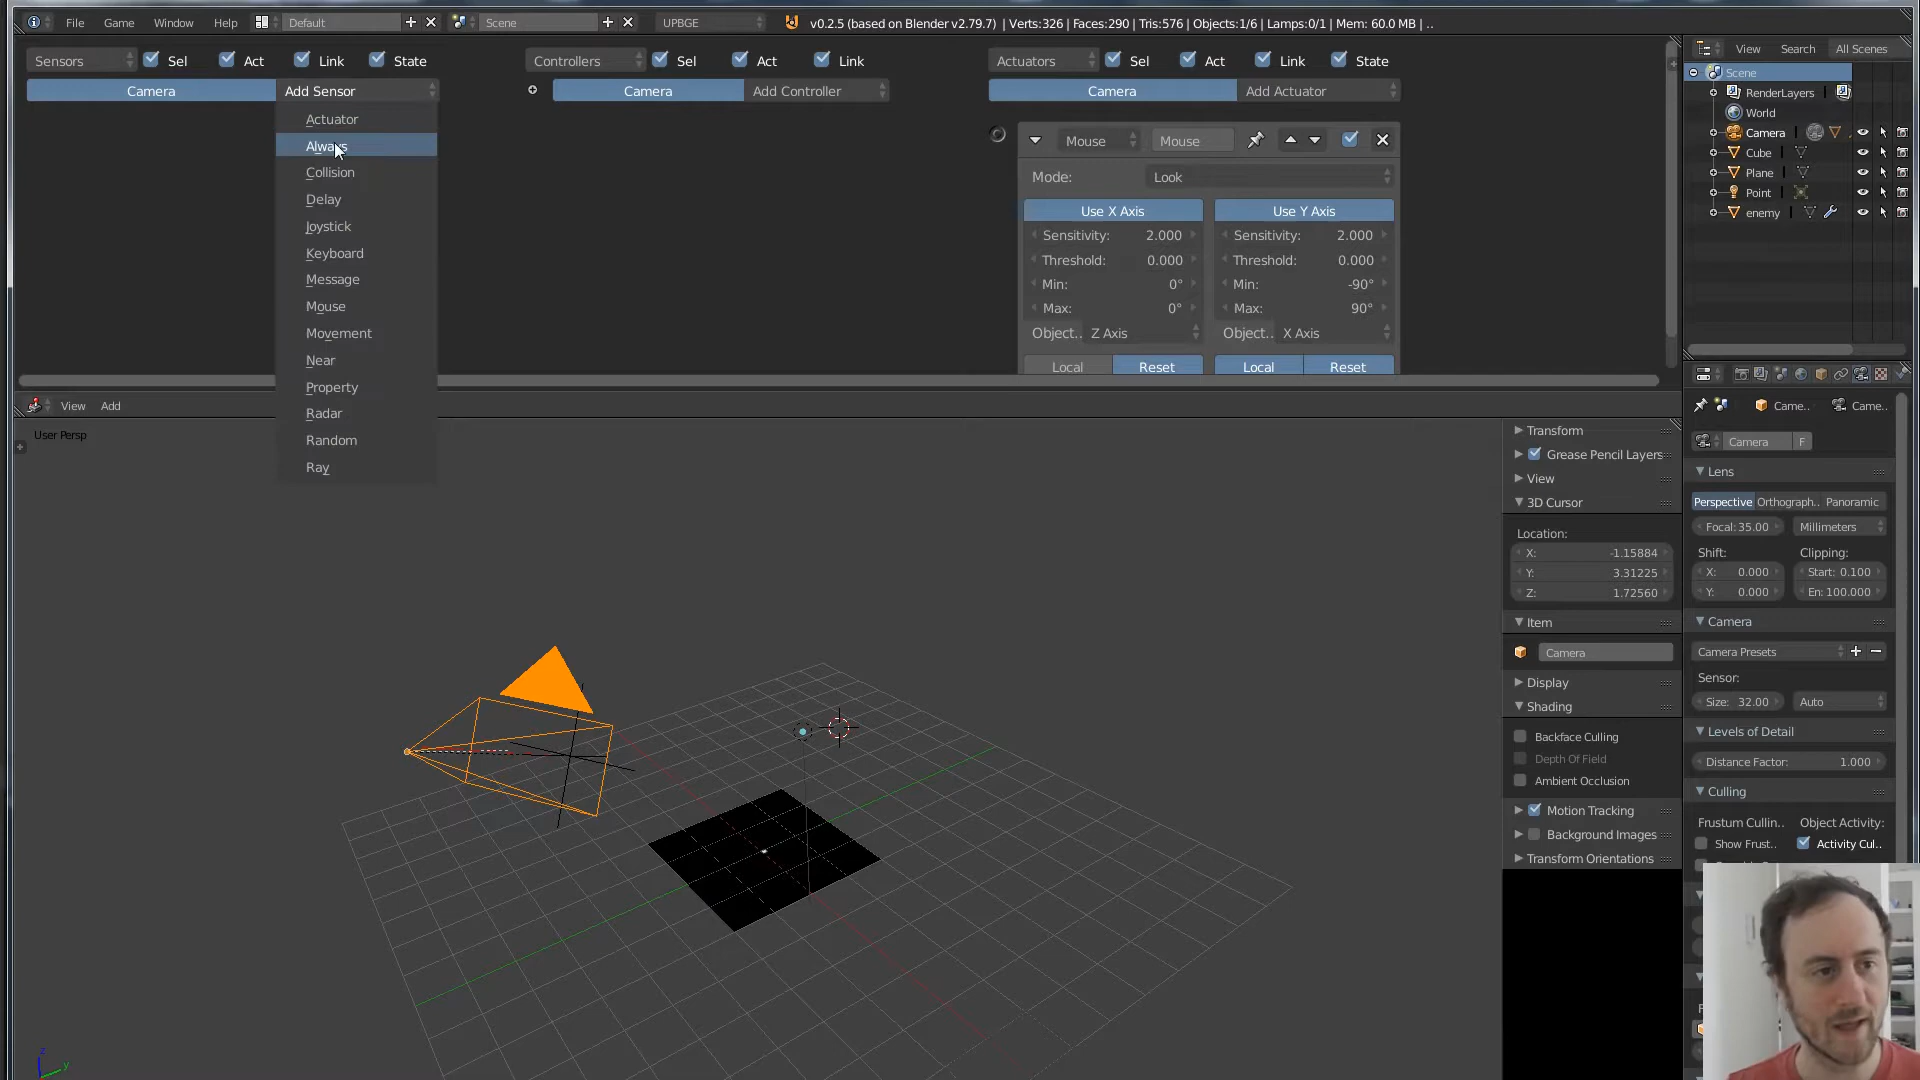 File Game Window Help Default Scene UPBGE v0.2.5 (based on Blender v2.79.7) | Verts:326 | Faces:290 | Tris:576 | Objects:1/6 | Lamps:0/1 | Mem: 60.0 MB | ..
Sensors Sel Act Link State Controllers Sel Act Link Actuators Sel Act Link State
Camera Add Sensor Camera Add Controller Camera Add Actuator
Actuator
Always
Collision
Delay
Joystick
Keyboard
Message
Mouse
Movement
Near
Property
Radar
Random
Ray
Mouse Mouse
Mode: Look
Use X Axis Use Y Axis
Sensitivity: 2.000 Sensitivity: 2.000
Threshold: 0.000 Threshold: 0.000
Min: 0° Min: -90°
Max: 0° Max: 90°
Object.. Z Axis Object.. X Axis
Local Reset Local Reset
View Search All Scenes
Scene
RenderLayers
World
Camera
Cube
Plane
Point
enemy
View Add
User Persp
Transform
Grease Pencil Layers
View
3D Cursor
Location:
X: -1.15884
Y: 3.31225
Z: 1.72560
Item
Camera
Display
Shading
Backface Culling
Depth Of Field
Ambient Occlusion
Motion Tracking
Background Images
Transform Orientations
Came.. Came..
Camera F
Lens
Perspective Orthograph.. Panoramic
Focal: 35.00 Millimeters
Shift: Clipping:
X: 0.000 Start: 0.100
Y: 0.000 En: 100.000
Camera
Camera Presets
Sensor:
Size: 32.00 Auto
Levels of Detail
Distance Factor: 1.000
Culling
Frustum Cullin.. Object Activity:
Show Frust.. Activity Cul..
z
y